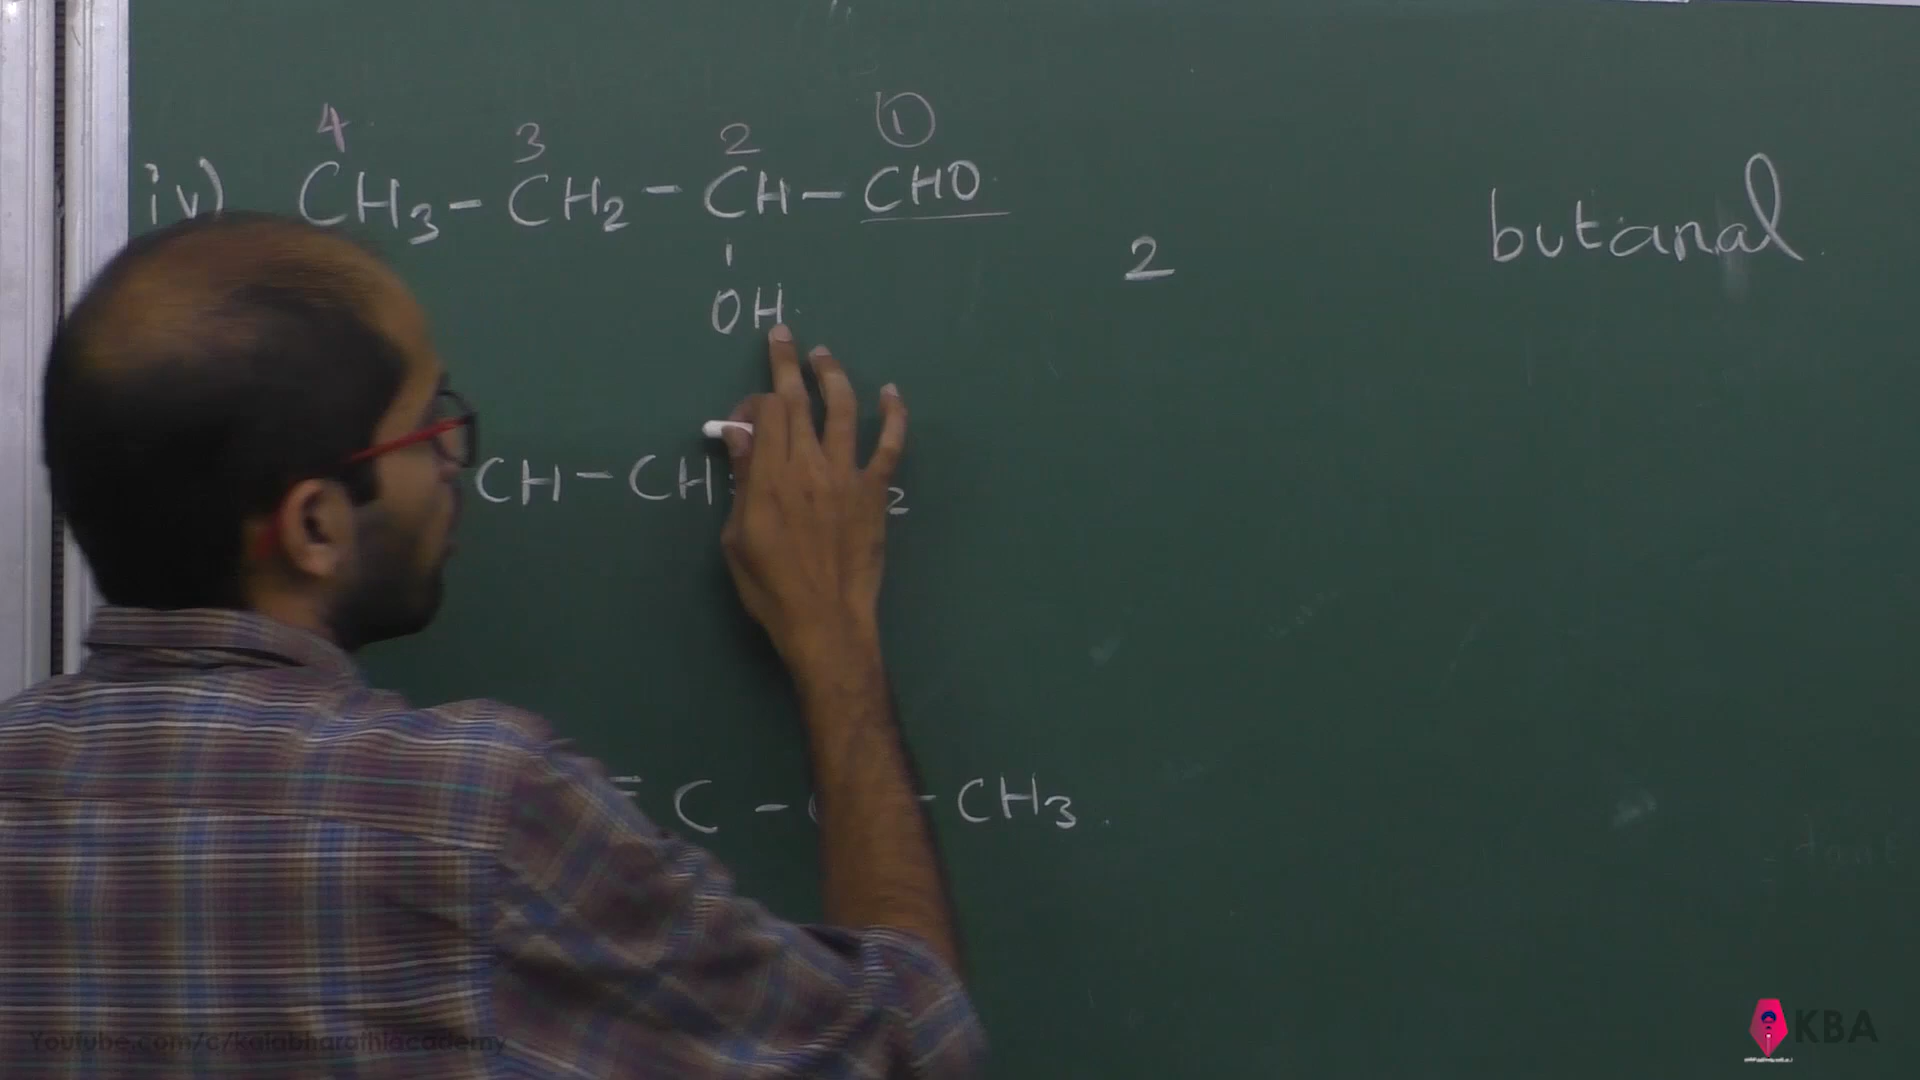 4 3 2 ①
iv) CH₃ - CH₂ - CH - CHO
OH
2 butanal
CH - CH
2
C - - CH₃
KBA
YouTube.com/c/kalabharathiacademy